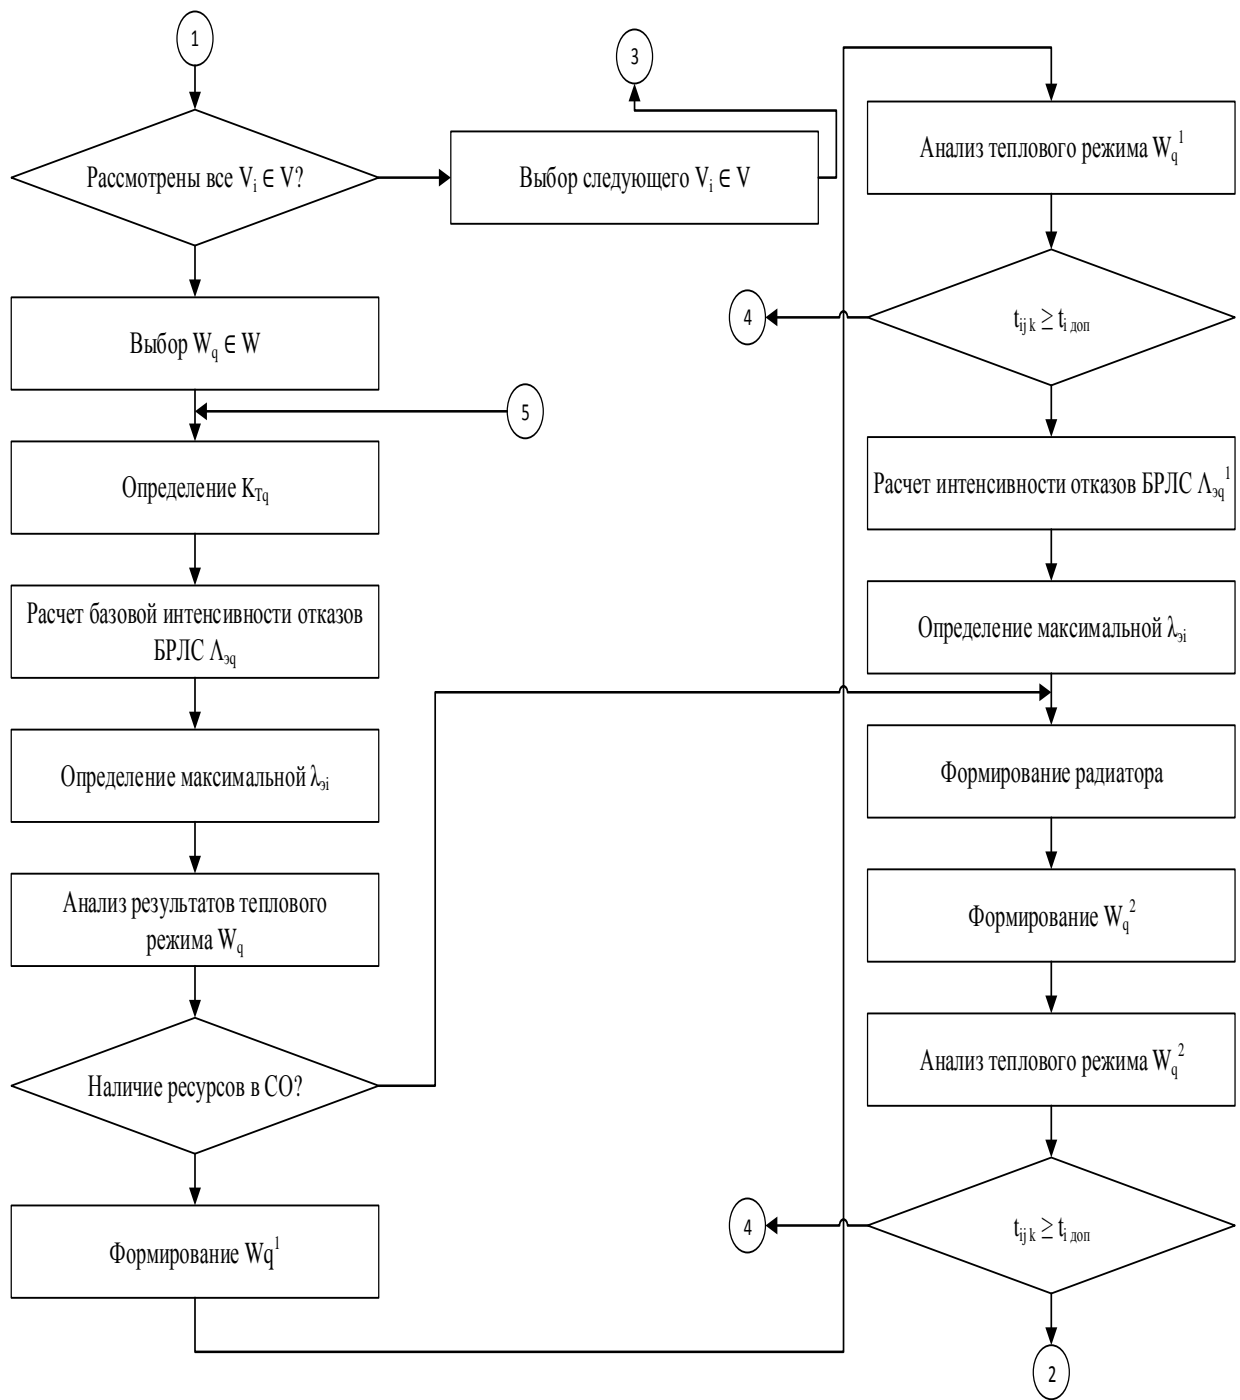 1
Рассмотрены все V_i ∈ V?
Выбор следующего V_i ∈ V
3
Выбор W_q ∈ W
5
Определение K_Tq
Расчет базовой интенсивности отказов
БРЛС Λ_эq
Определение максимальной λ_эi
Анализ результатов теплового
режима W_q
Наличие ресурсов в СО?
Формирование Wq^1
Анализ теплового режима W_q^1
t_ij k ≥ t_i доп
4
Расчет интенсивности отказов БРЛС Λ_эq^1
Определение максимальной λ_эi
Формирование радиатора
Формирование W_q^2
Анализ теплового режима W_q^2
t_ij k ≥ t_i доп
4
2